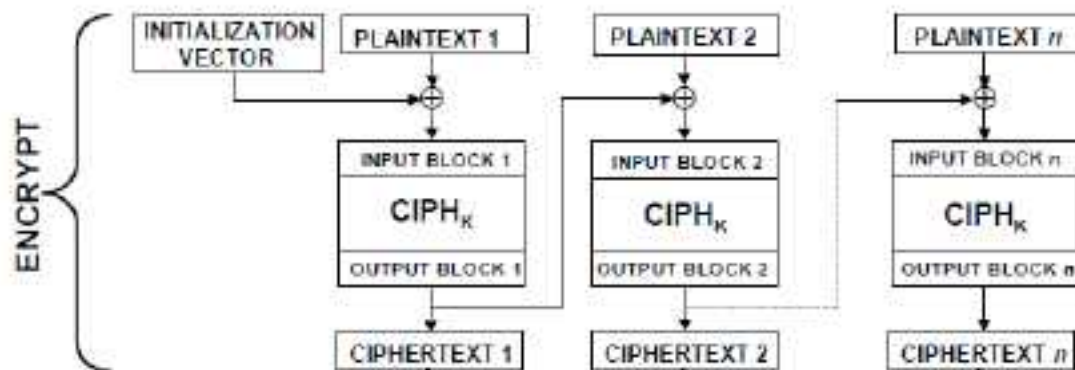 ENCRYPT
INITIALIZATION
VECTOR
PLAINTEXT 1
PLAINTEXT 2
PLAINTEXT n
INPUT BLOCK 1
INPUT BLOCK 2
INPUT BLOCK n
CIPHK
CIPHK
CIPHK
OUTPUT BLOCK 1
OUTPUT BLOCK 2
OUTPUT BLOCK n
CIPHERTEXT 1
CIPHERTEXT 2
CIPHERTEXT n